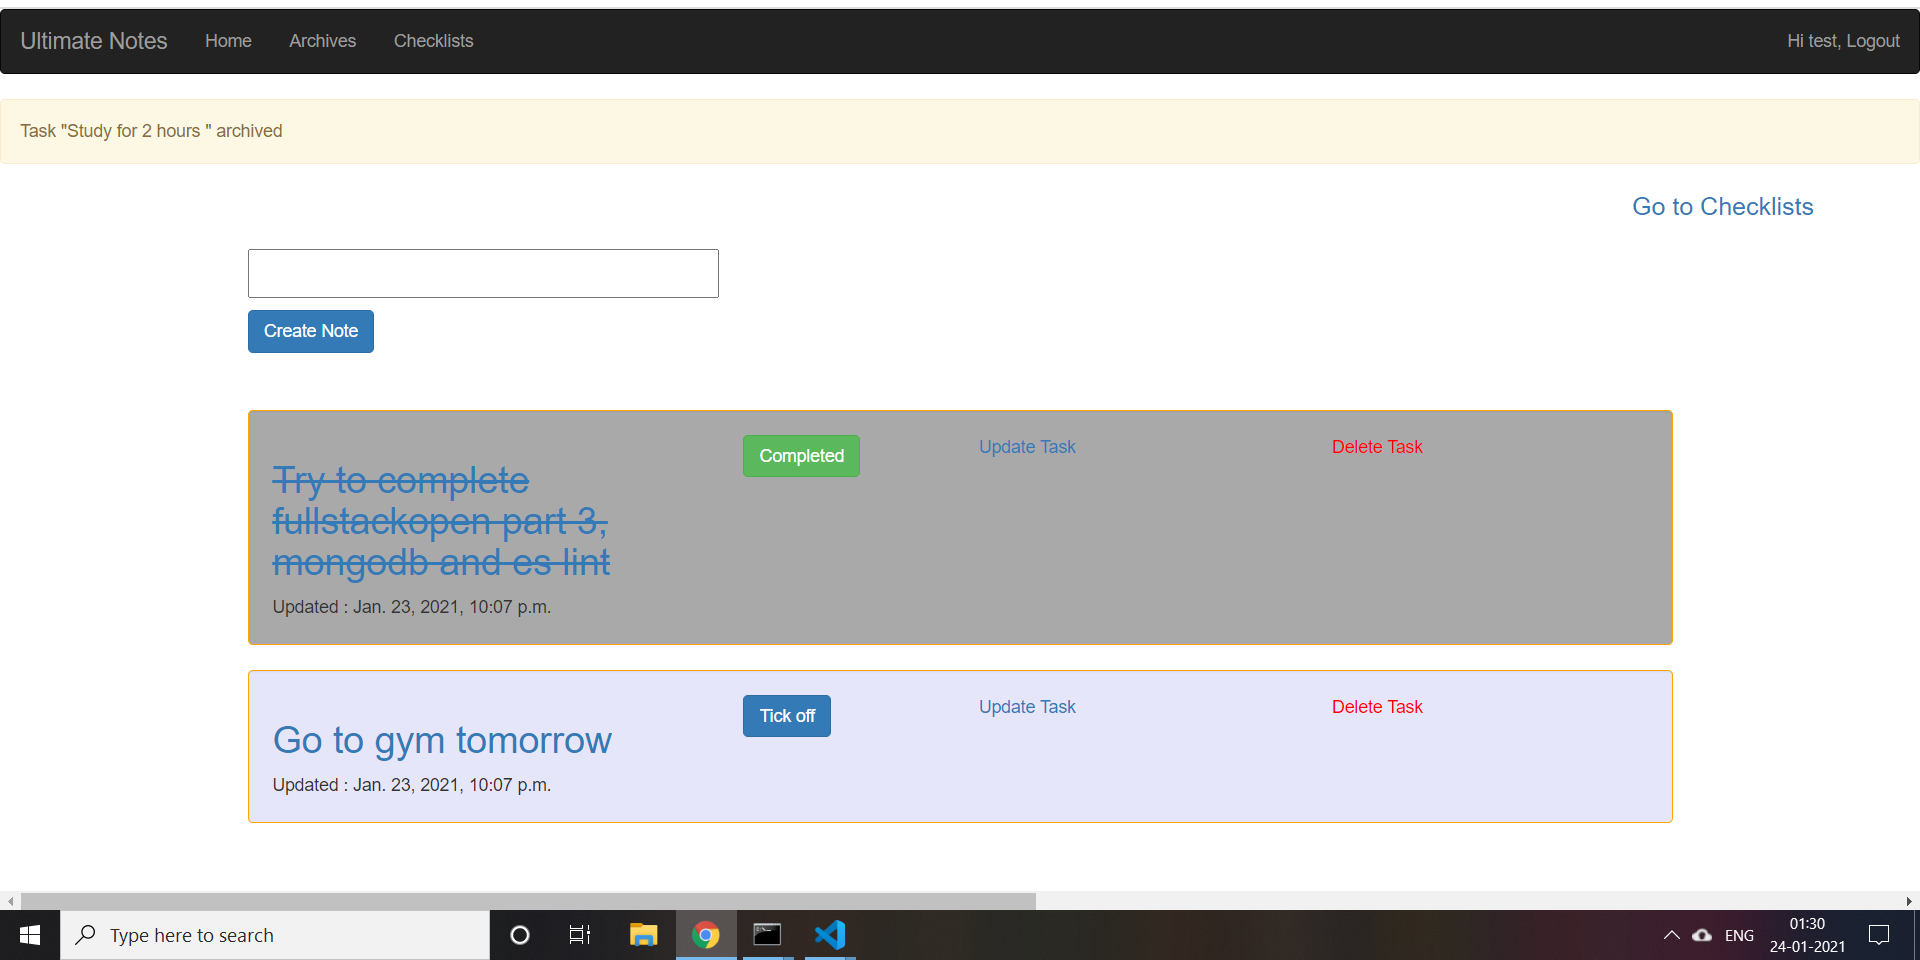 Ultimate Notes Home Archives Checklists Hi test, Logout
Task "Study for 2 hours " archived
Go to Checklists
Create Note
Try to complete
fullstackopen part 3,
mongodb and es lint
Updated : Jan. 23, 2021, 10:07 p.m.
Completed
Update Task
Delete Task
Go to gym tomorrow
Updated : Jan. 23, 2021, 10:07 p.m.
Tick off
Update Task
Delete Task
Type here to search
ENG
01:30
24-01-2021